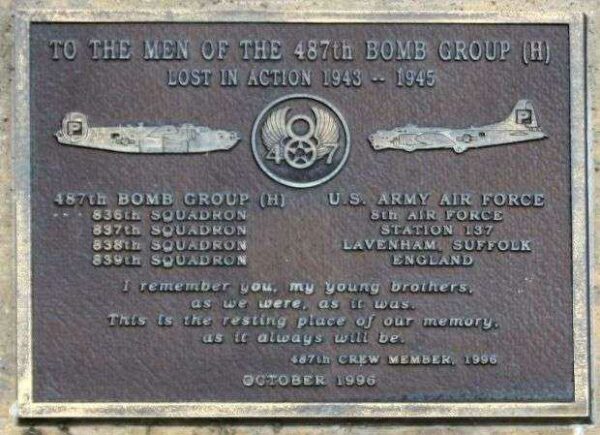 TO THE MEN OF THE 487th BOMB GROUP (H)
LOST IN ACTION 1943 -- 1945
P
8
487
P
487th BOMB GROUP (H)
836th SQUADRON
837th SQUADRON
838th SQUADRON
839th SQUADRON
U.S. ARMY AIR FORCE
8th AIR FORCE
STATION 137
LAVENHAM, SUFFOLK
ENGLAND
I remember you, my young brothers,
as we were, as it was.
This is the resting place of our memory,
as it always will be.
487th CREW MEMBER, 1996
OCTOBER 1996